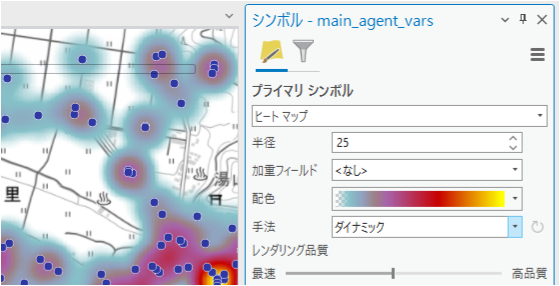 シンボル - main_agent_vars
プライマリ シンボル
ヒート マップ
半径 25
加重フィールド <なし>
配色
手法 ダイナミック
レンダリング品質
最速 高品質
里
湯山